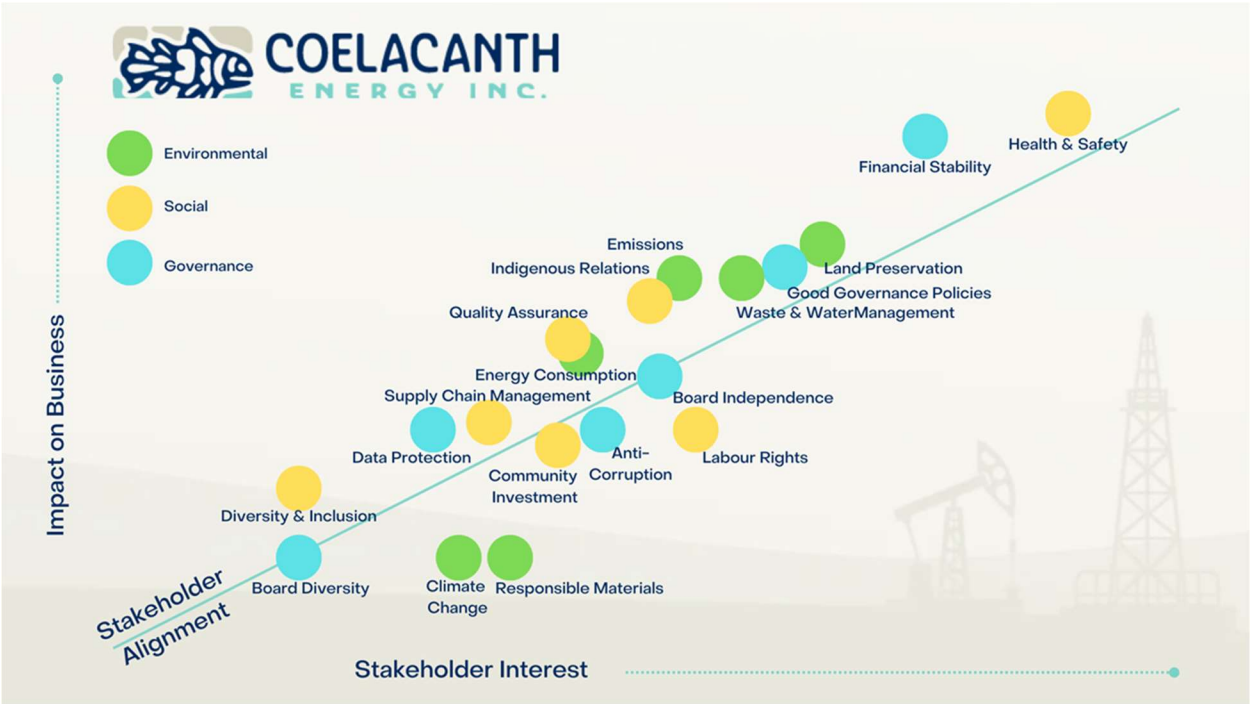 COELACANTH
ENERGY INC.
Environmental
Social
Governance
Health & Safety
Financial Stability
Emissions
Indigenous Relations
Land Preservation
Good Governance Policies
Waste & WaterManagement
Quality Assurance
Energy Consumption
Supply Chain Management
Board Independence
Data Protection
Anti-
Corruption
Labour Rights
Community
Investment
Diversity & Inclusion
Board Diversity
Climate
Change
Responsible Materials
Impact on Business
Stakeholder
Alignment
Stakeholder Interest